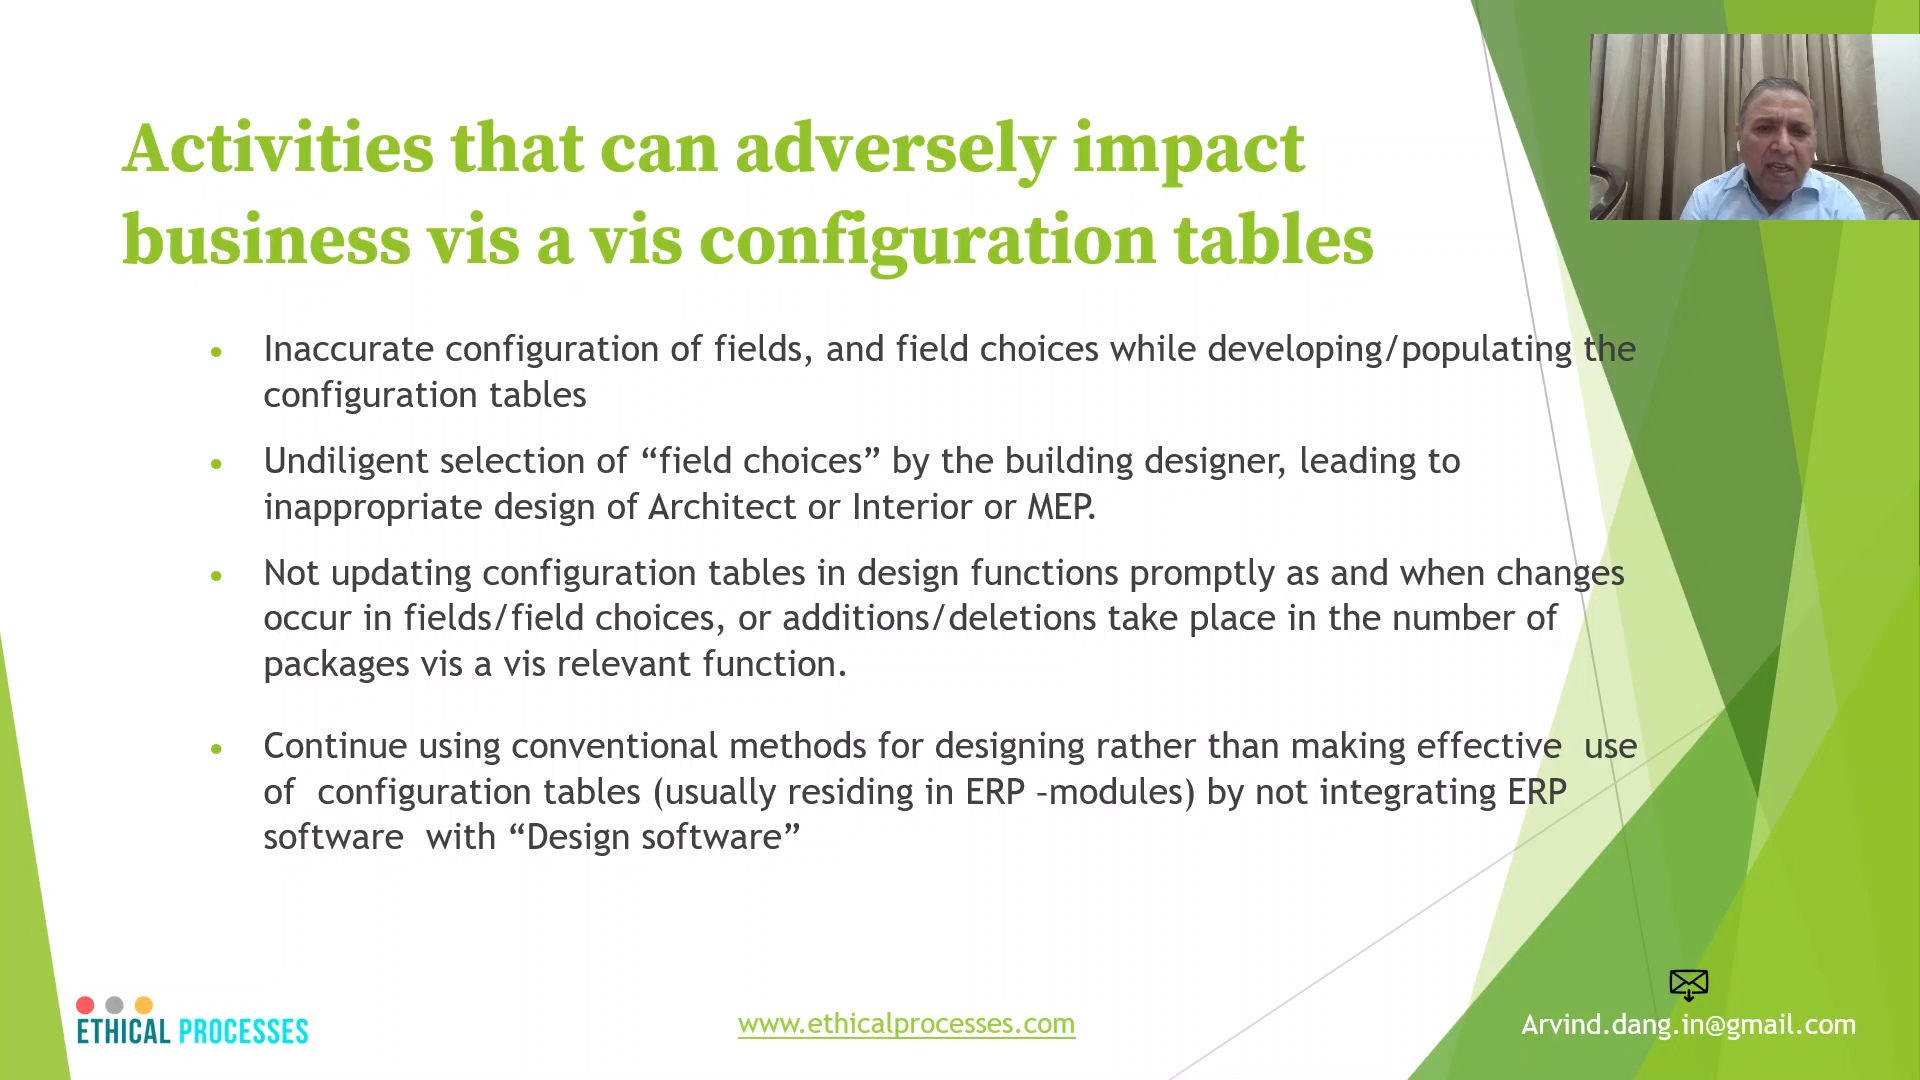 Activities that can adversely impact
business vis a vis configuration tables
• Inaccurate configuration of fields, and field choices while developing/populating the
configuration tables
• Undiligent selection of “field choices” by the building designer, leading to
inappropriate design of Architect or Interior or MEP.
• Not updating configuration tables in design functions promptly as and when changes
occur in fields/field choices, or additions/deletions take place in the number of
packages vis a vis relevant function.
• Continue using conventional methods for designing rather than making effective  use
of  configuration tables (usually residing in ERP –modules) by not integrating ERP
software  with “Design software”
ETHICAL PROCESSES
www.ethicalprocesses.com
Arvind.dang.in@gmail.com